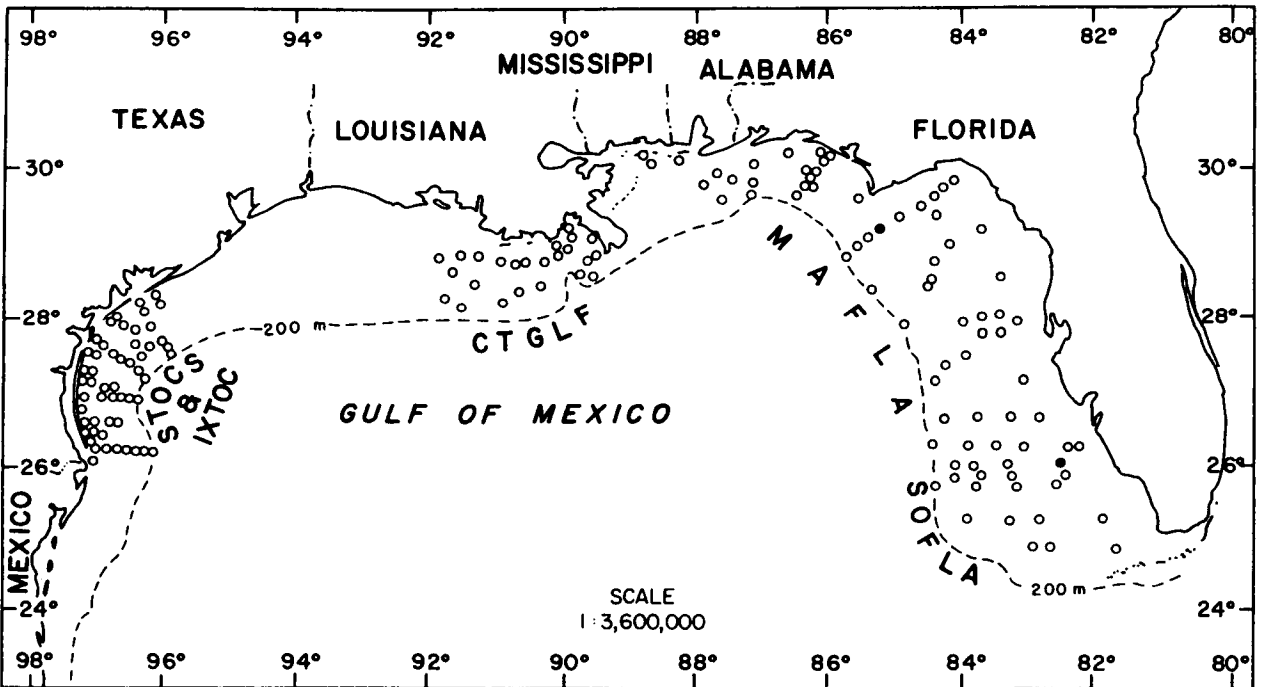 98° 96° 94° 92° 90° 88° 86° 84° 82° 80°
MISSISSIPPI
ALABAMA
TEXAS
LOUISIANA
FLORIDA
30° 30°
28° 28°
200 m
CTGLF
MAFLA
STOCS
&
IXTOC
GULF OF MEXICO
26° 26°
SOFLA
MEXICO
200 m
SCALE
1:3,600,000
24° 24°
98° 96° 94° 92° 90° 88° 86° 84° 82° 80°